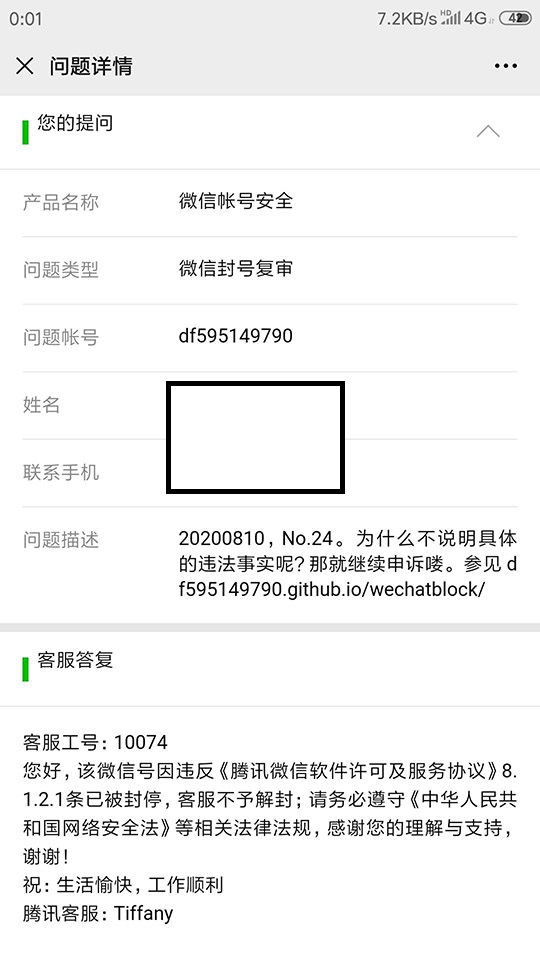 0:01
7.2KB/s HD 4G 42
问题详情
您的提问
产品名称 微信帐号安全
问题类型 微信封号复审
问题帐号 df595149790
姓名
联系手机
问题描述 20200810，No.24。为什么不说明具体
的违法事实呢？那就继续申诉喽。参见 d
f595149790.github.io/wechatblock/
客服答复
客服工号：10074
您好，该微信号因违反《腾讯微信软件许可及服务协议》8.
1.2.1条已被封停，客服不予解封；请务必遵守《中华人民共
和国网络安全法》等相关法律法规，感谢您的理解与支持，
谢谢！
祝：生活愉快，工作顺利
腾讯客服：Tiffany